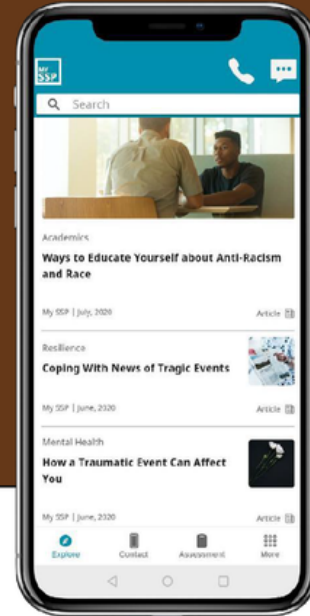 MY
SSP
Search
Academics
Ways to Educate Yourself about Anti-Racism
and Race
My SSP | July, 2020
Article
Resilience
Coping With News of Tragic Events
My SSP | June, 2020
Article
Mental Health
How a Traumatic Event Can Affect
You
My SSP | June, 2020
Article
Explore
Contact
Assessment
More